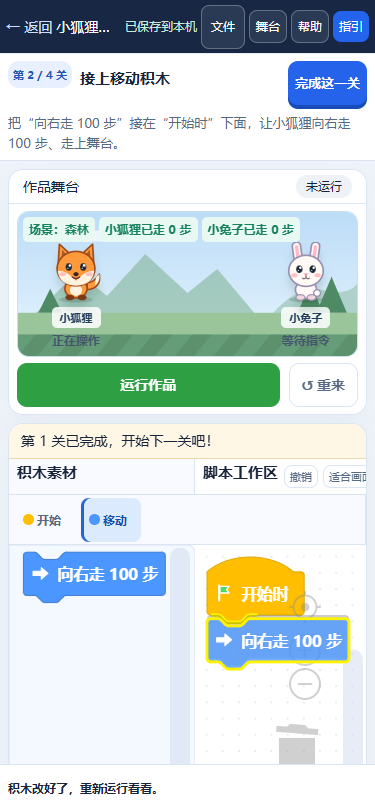 ← 返回 小狐狸... 已保存到本机 文件 舞台 帮助 指引
第 2 / 4 关 接上移动积木 完成这一关
把“向右走 100 步”接在“开始时”下面，让小狐狸向右走
100 步、走上舞台。
作品舞台 未运行
场景：森林 小狐狸已走 0 步 小兔子已走 0 步
小狐狸 小兔子
正在操作 等待指令
运行作品 ↺ 重来
第 1 关已完成，开始下一关吧！
积木素材 脚本工作区 撤销 适合画面
开始 移动
向右走 100 步
开始时
向右走 100 步
积木改好了，重新运行看看。